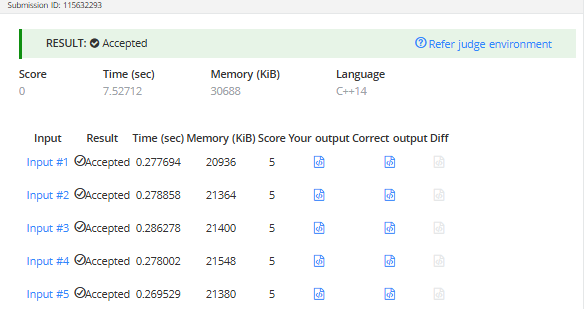 Submission ID: 115632293
RESULT: Accepted Refer judge environment
Score Time (sec) Memory (KiB) Language
0 7.52712 30688 C++14
Input Result Time (sec) Memory (KiB) Score Your output Correct output Diff
Input #1 Accepted 0.277694 20936 5
Input #2 Accepted 0.278858 21364 5
Input #3 Accepted 0.286278 21400 5
Input #4 Accepted 0.278002 21548 5
Input #5 Accepted 0.269529 21380 5